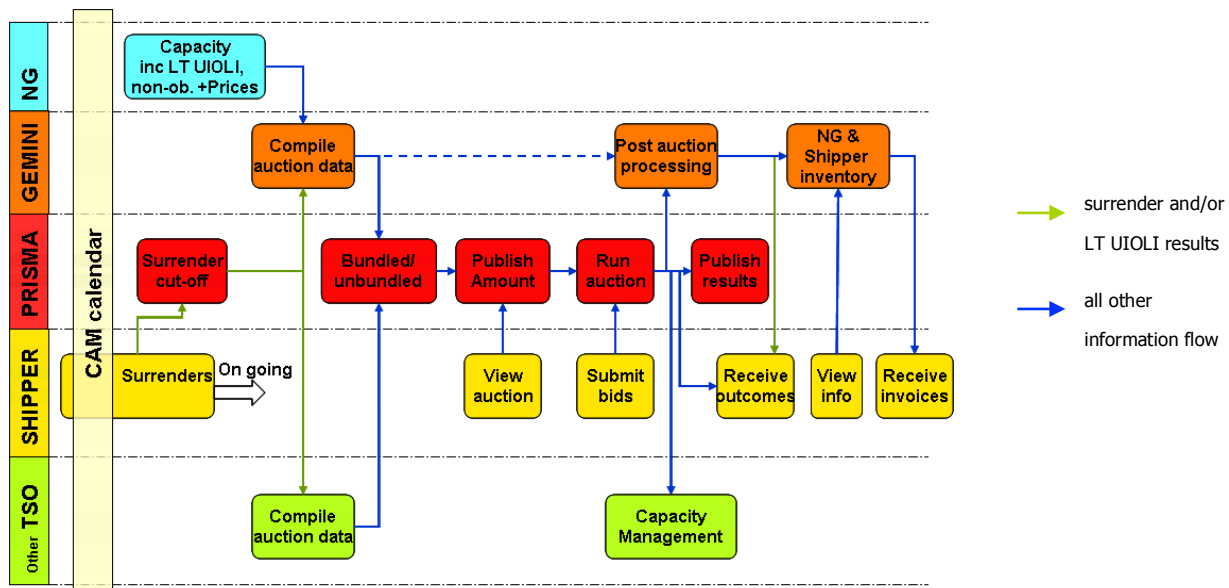 NG
GEMINI
PRISMA
SHIPPER
Other TSO
CAM calendar
Capacity
inc LT UIOLI,
non-ob. +Prices
Compile
auction data
Post auction
processing
NG &
Shipper
inventory
Surrender
cut-off
Bundled/
unbundled
Publish
Amount
Run
auction
Publish
results
Surrenders
On going
View
auction
Submit
bids
Receive
outcomes
View
info
Receive
invoices
Compile
auction data
Capacity
Management
surrender and/or
LT UIOLI results
all other
information flow